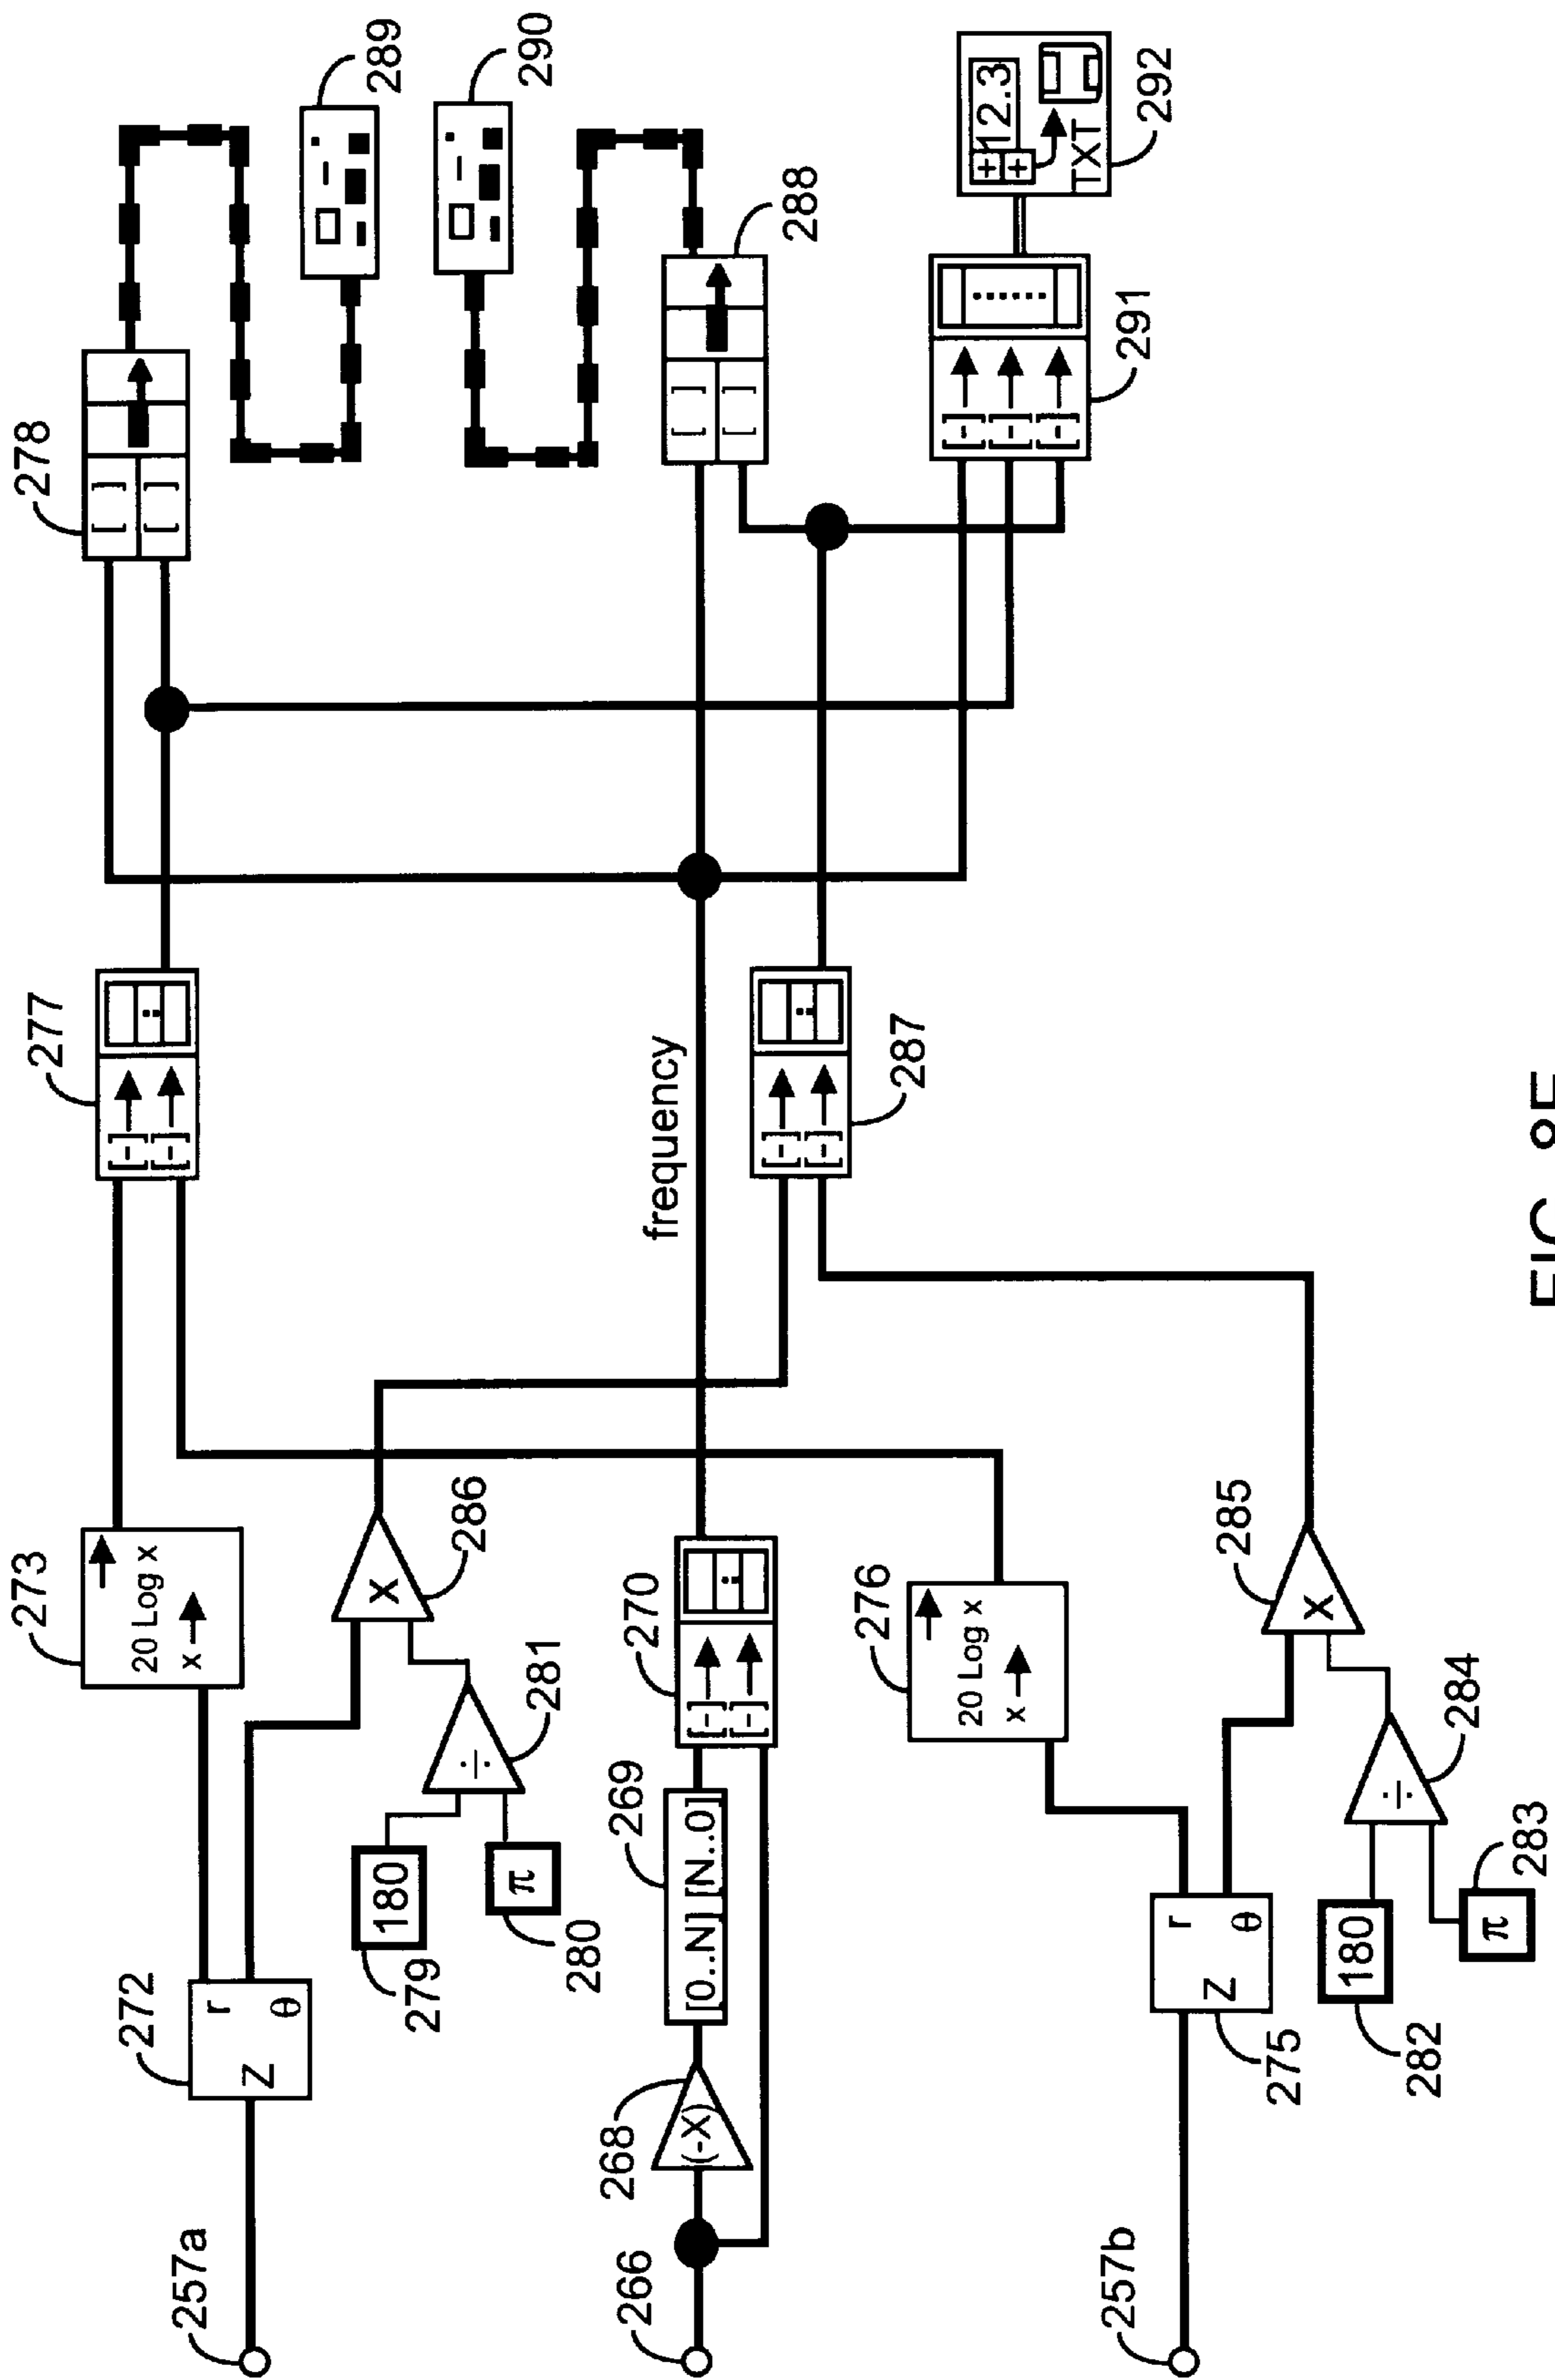 257a
272
Z
r
θ
273
20 Log x
x
277
[-]
[-]
278
[ ]
[ ]
289
279
180
280
π
281
÷
286
X
290
266
268
(-X)
269
[0..N] [N..0]
270
[-]
[-]
frequency
288
[ ]
[ ]
287
[-]
[-]
276
20 Log x
x
291
[-]
[-]
[-]
292
12.3
+
+
TXT
257b
275
Z
r
θ
285
X
282
180
283
π
284
÷